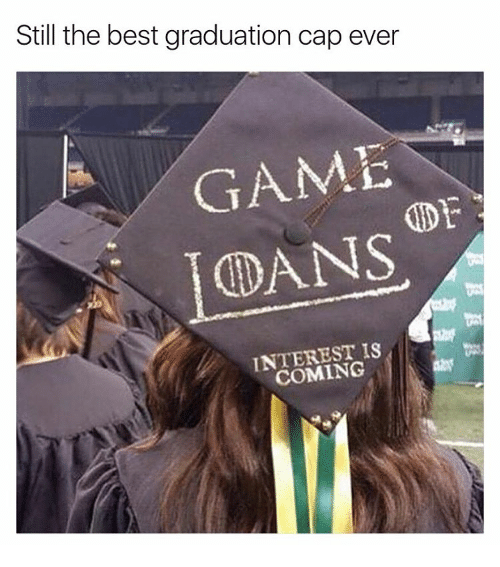 Still the best graduation cap ever
GAME
OF
LOANS
INTEREST IS
COMING